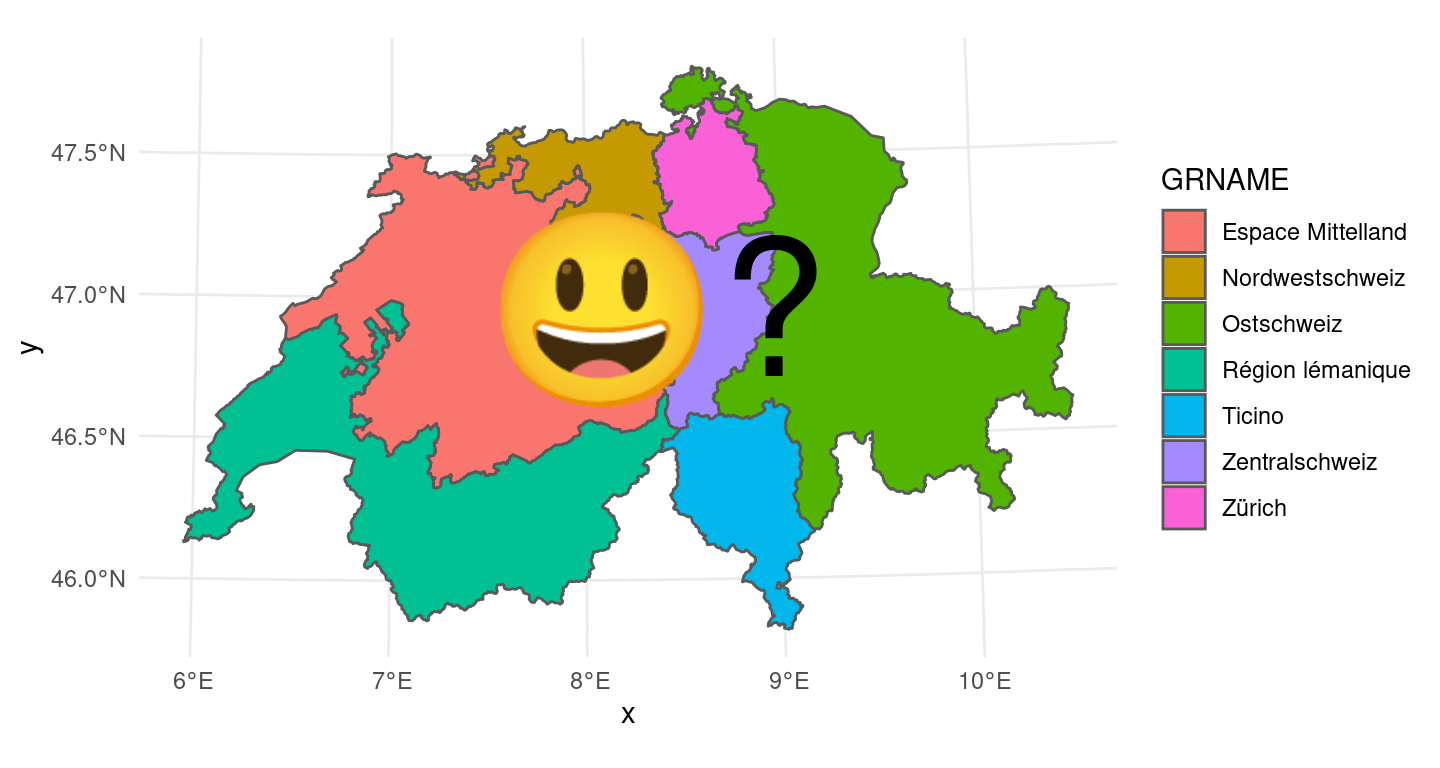 47.5°N
47.0°N
46.5°N
46.0°N
y
?
6°E 7°E 8°E 9°E 10°E
x
GRNAME
Espace Mittelland
Nordwestschweiz
Ostschweiz
Région lémanique
Ticino
Zentralschweiz
Zürich